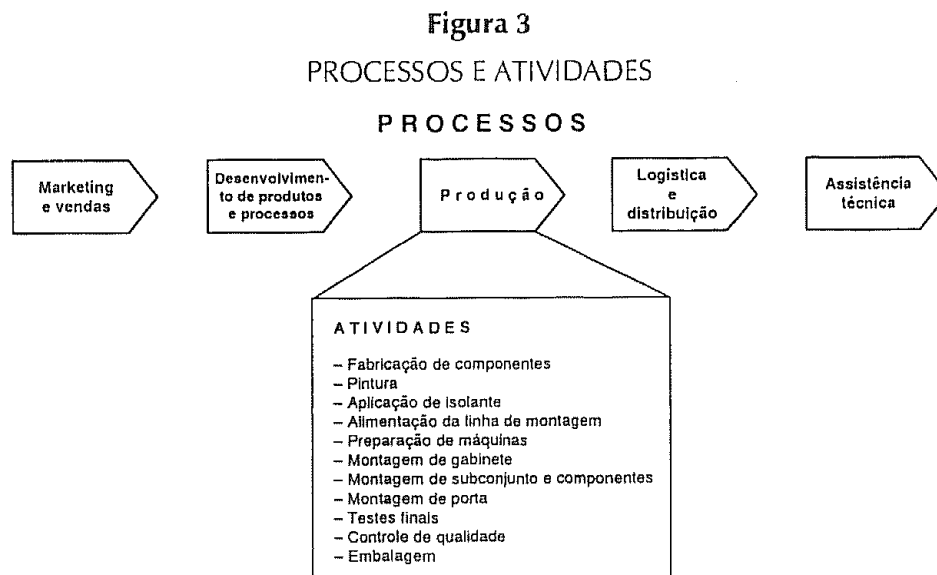 Figura 3
PROCESSOS E ATIVIDADES
PROCESSOS
Marketing
e vendas
Desenvolvimen-
to de produtos
e processos
Produção
Logística
e
distribuição
Assistência
técnica
ATIVIDADES
– Fabricação de componentes
– Pintura
– Aplicação de isolante
– Alimentação da linha de montagem
– Preparação de máquinas
– Montagem de gabinete
– Montagem de subconjunto e componentes
– Montagem de porta
– Testes finais
– Controle de qualidade
– Embalagem